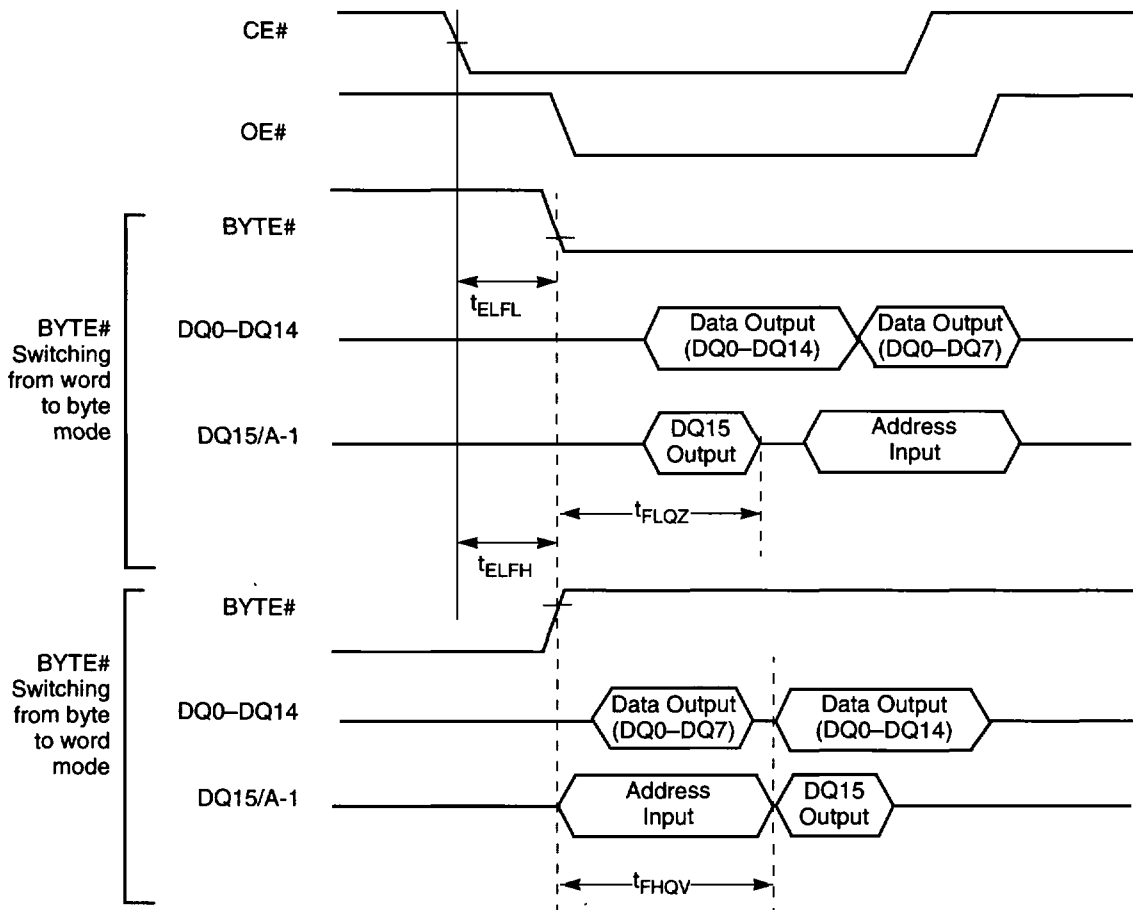 CE#
OE#
BYTE#
tELFL
BYTE#
Switching
from word
to byte
mode
DQ0–DQ14
Data Output
(DQ0–DQ14)
Data Output
(DQ0–DQ7)
DQ15/A-1
DQ15
Output
Address
Input
tFLQZ
tELFH
BYTE#
BYTE#
Switching
from byte
to word
mode
DQ0–DQ14
Data Output
(DQ0–DQ7)
Data Output
(DQ0–DQ14)
DQ15/A-1
Address
Input
DQ15
Output
tFHQV